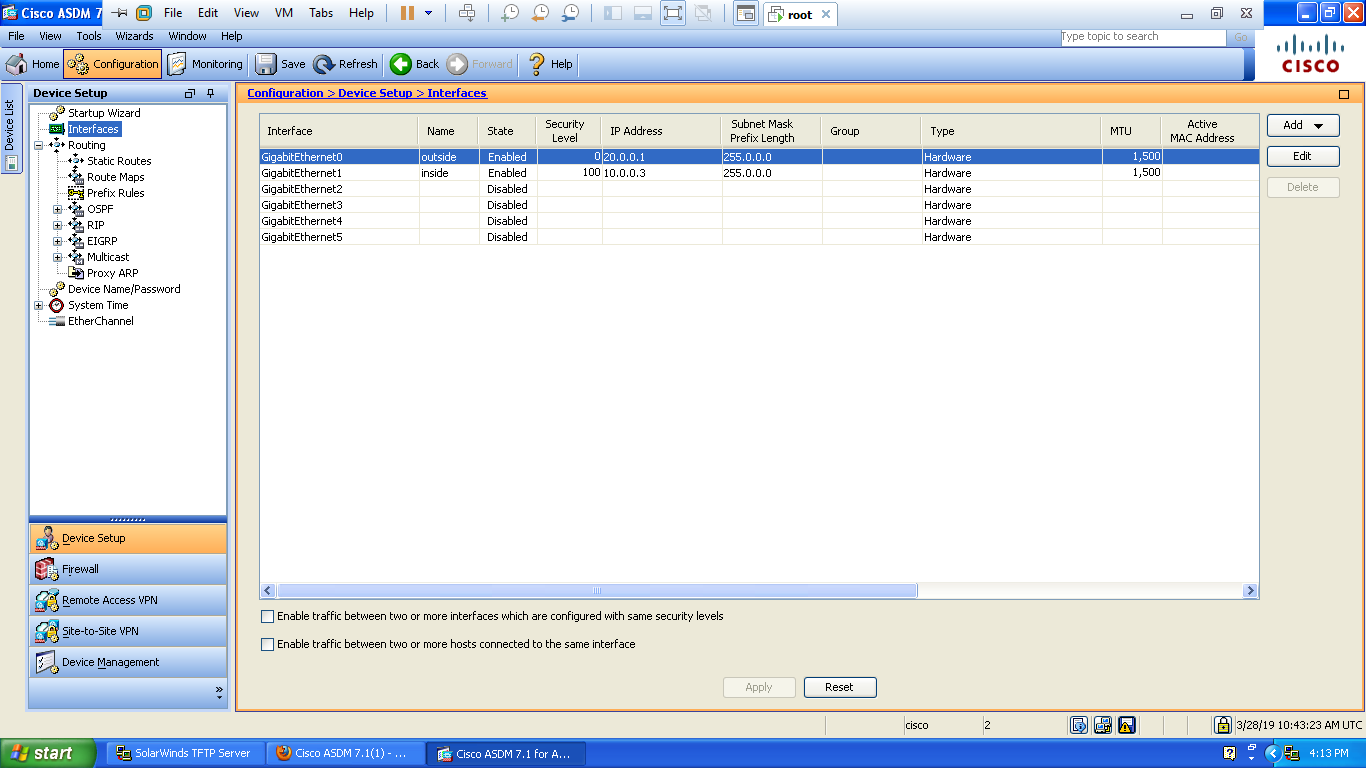 Cisco ASDM 7 File Edit View VM Tabs Help root
File View Tools Wizards Window Help Type topic to search Go
Home Configuration Monitoring Save Refresh Back Forward Help
CISCO
Device List
Device Setup
Startup Wizard
Interfaces
Routing
Static Routes
Route Maps
Prefix Rules
OSPF
RIP
EIGRP
Multicast
Proxy ARP
Device Name/Password
System Time
EtherChannel
Device Setup
Firewall
Remote Access VPN
Site-to-Site VPN
Device Management
Configuration > Device Setup > Interfaces
Interface Name State Security Level IP Address Subnet Mask Prefix Length Group Type MTU Active MAC Address
GigabitEthernet0 outside Enabled 0 20.0.0.1 255.0.0.0 Hardware 1,500
GigabitEthernet1 inside Enabled 100 10.0.0.3 255.0.0.0 Hardware 1,500
GigabitEthernet2 Disabled Hardware
GigabitEthernet3 Disabled Hardware
GigabitEthernet4 Disabled Hardware
GigabitEthernet5 Disabled Hardware
Add
Edit
Delete
Enable traffic between two or more interfaces which are configured with same security levels
Enable traffic between two or more hosts connected to the same interface
Apply Reset
cisco 2 3/28/19 10:43:23 AM UTC
start SolarWinds TFTP Server Cisco ASDM 7.1(1) - ... Cisco ASDM 7.1 for A... 4:13 PM